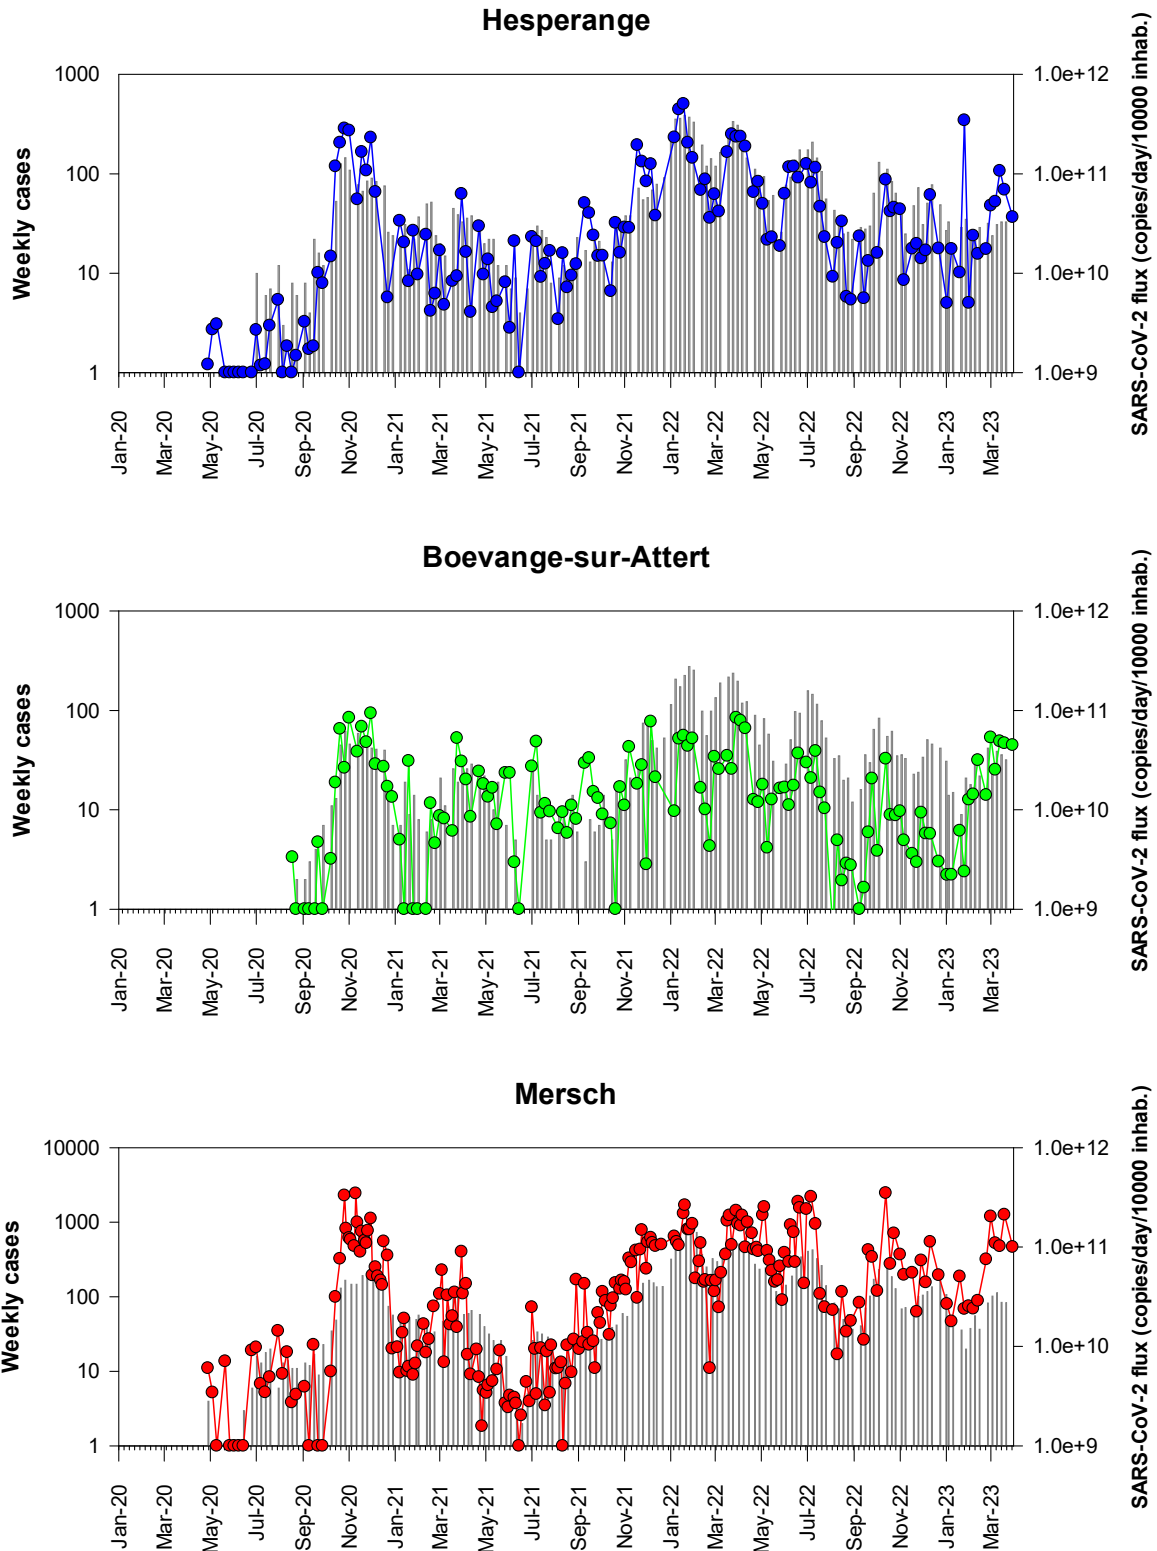 Hesperange
Weekly cases
1000
100
10
1
1.0e+12
1.0e+11
1.0e+10
1.0e+9
SARS-CoV-2 flux (copies/day/10000 inhab.)
Jan-20
Mar-20
May-20
Jul-20
Sep-20
Nov-20
Jan-21
Mar-21
May-21
Jul-21
Sep-21
Nov-21
Jan-22
Mar-22
May-22
Jul-22
Sep-22
Nov-22
Jan-23
Mar-23
Boevange-sur-Attert
Weekly cases
1000
100
10
1
1.0e+12
1.0e+11
1.0e+10
1.0e+9
SARS-CoV-2 flux (copies/day/10000 inhab.)
Jan-20
Mar-20
May-20
Jul-20
Sep-20
Nov-20
Jan-21
Mar-21
May-21
Jul-21
Sep-21
Nov-21
Jan-22
Mar-22
May-22
Jul-22
Sep-22
Nov-22
Jan-23
Mar-23
Mersch
Weekly cases
10000
1000
100
10
1
1.0e+12
1.0e+11
1.0e+10
1.0e+9
SARS-CoV-2 flux (copies/day/10000 inhab.)
Jan-20
Mar-20
May-20
Jul-20
Sep-20
Nov-20
Jan-21
Mar-21
May-21
Jul-21
Sep-21
Nov-21
Jan-22
Mar-22
May-22
Jul-22
Sep-22
Nov-22
Jan-23
Mar-23